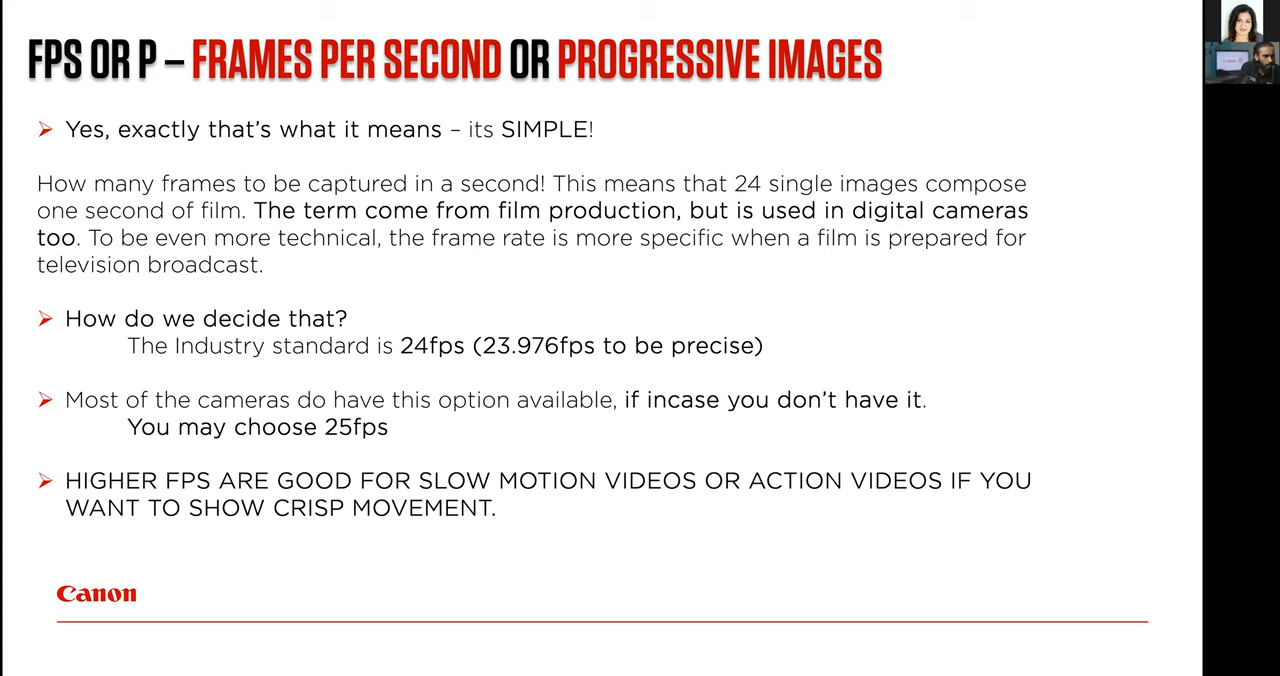 FPS OR P – FRAMES PER SECOND OR PROGRESSIVE IMAGES
Yes, exactly that's what it means – its SIMPLE!
How many frames to be captured in a second! This means that 24 single images compose
one second of film. The term come from film production, but is used in digital cameras
too. To be even more technical, the frame rate is more specific when a film is prepared for
television broadcast.
How do we decide that?
The Industry standard is 24fps (23.976fps to be precise)
Most of the cameras do have this option available, if incase you don't have it.
You may choose 25fps
HIGHER FPS ARE GOOD FOR SLOW MOTION VIDEOS OR ACTION VIDEOS IF YOU
WANT TO SHOW CRISP MOVEMENT.
Canon